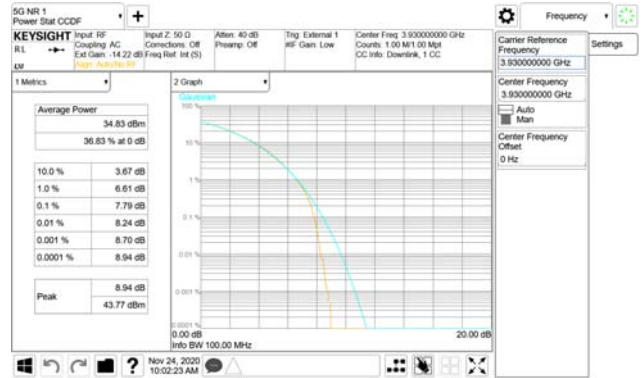 5G NR 1
Power Stat CCDF
Frequency
KEYSIGHT
RL
LVI
Input: RF
Coupling: AC
Ext Gain: -14.22 dB
Align: Auto/No RF
Input Z: 50 Ω
Corrections: Off
Freq Ref: Int (S)
Atten: 40 dB
Preamp: Off
Trig: External 1
#IF Gain: Low
Center Freq: 3.930000000 GHz
Counts: 1.00 M/1.00 Mpt
CC Info: Downlink, 1 CC
Carrier Reference
Frequency
3.930000000 GHz
Settings
Center Frequency
3.930000000 GHz
Auto
Man
Center Frequency
Offset
0 Hz
1 Metrics
Average Power
34.83 dBm
36.83 % at 0 dB
10.0 % 3.67 dB
1.0 % 6.61 dB
0.1 % 7.79 dB
0.01 % 8.24 dB
0.001 % 8.70 dB
0.0001 % 8.94 dB
Peak
8.94 dB
43.77 dBm
2 Graph
Gaussian
100 %
10 %
1 %
0.1 %
0.01 %
0.001 %
0.0001 %
0.00 dB
20.00 dB
Info BW 100.00 MHz
Nov 24, 2020
10:02:23 AM